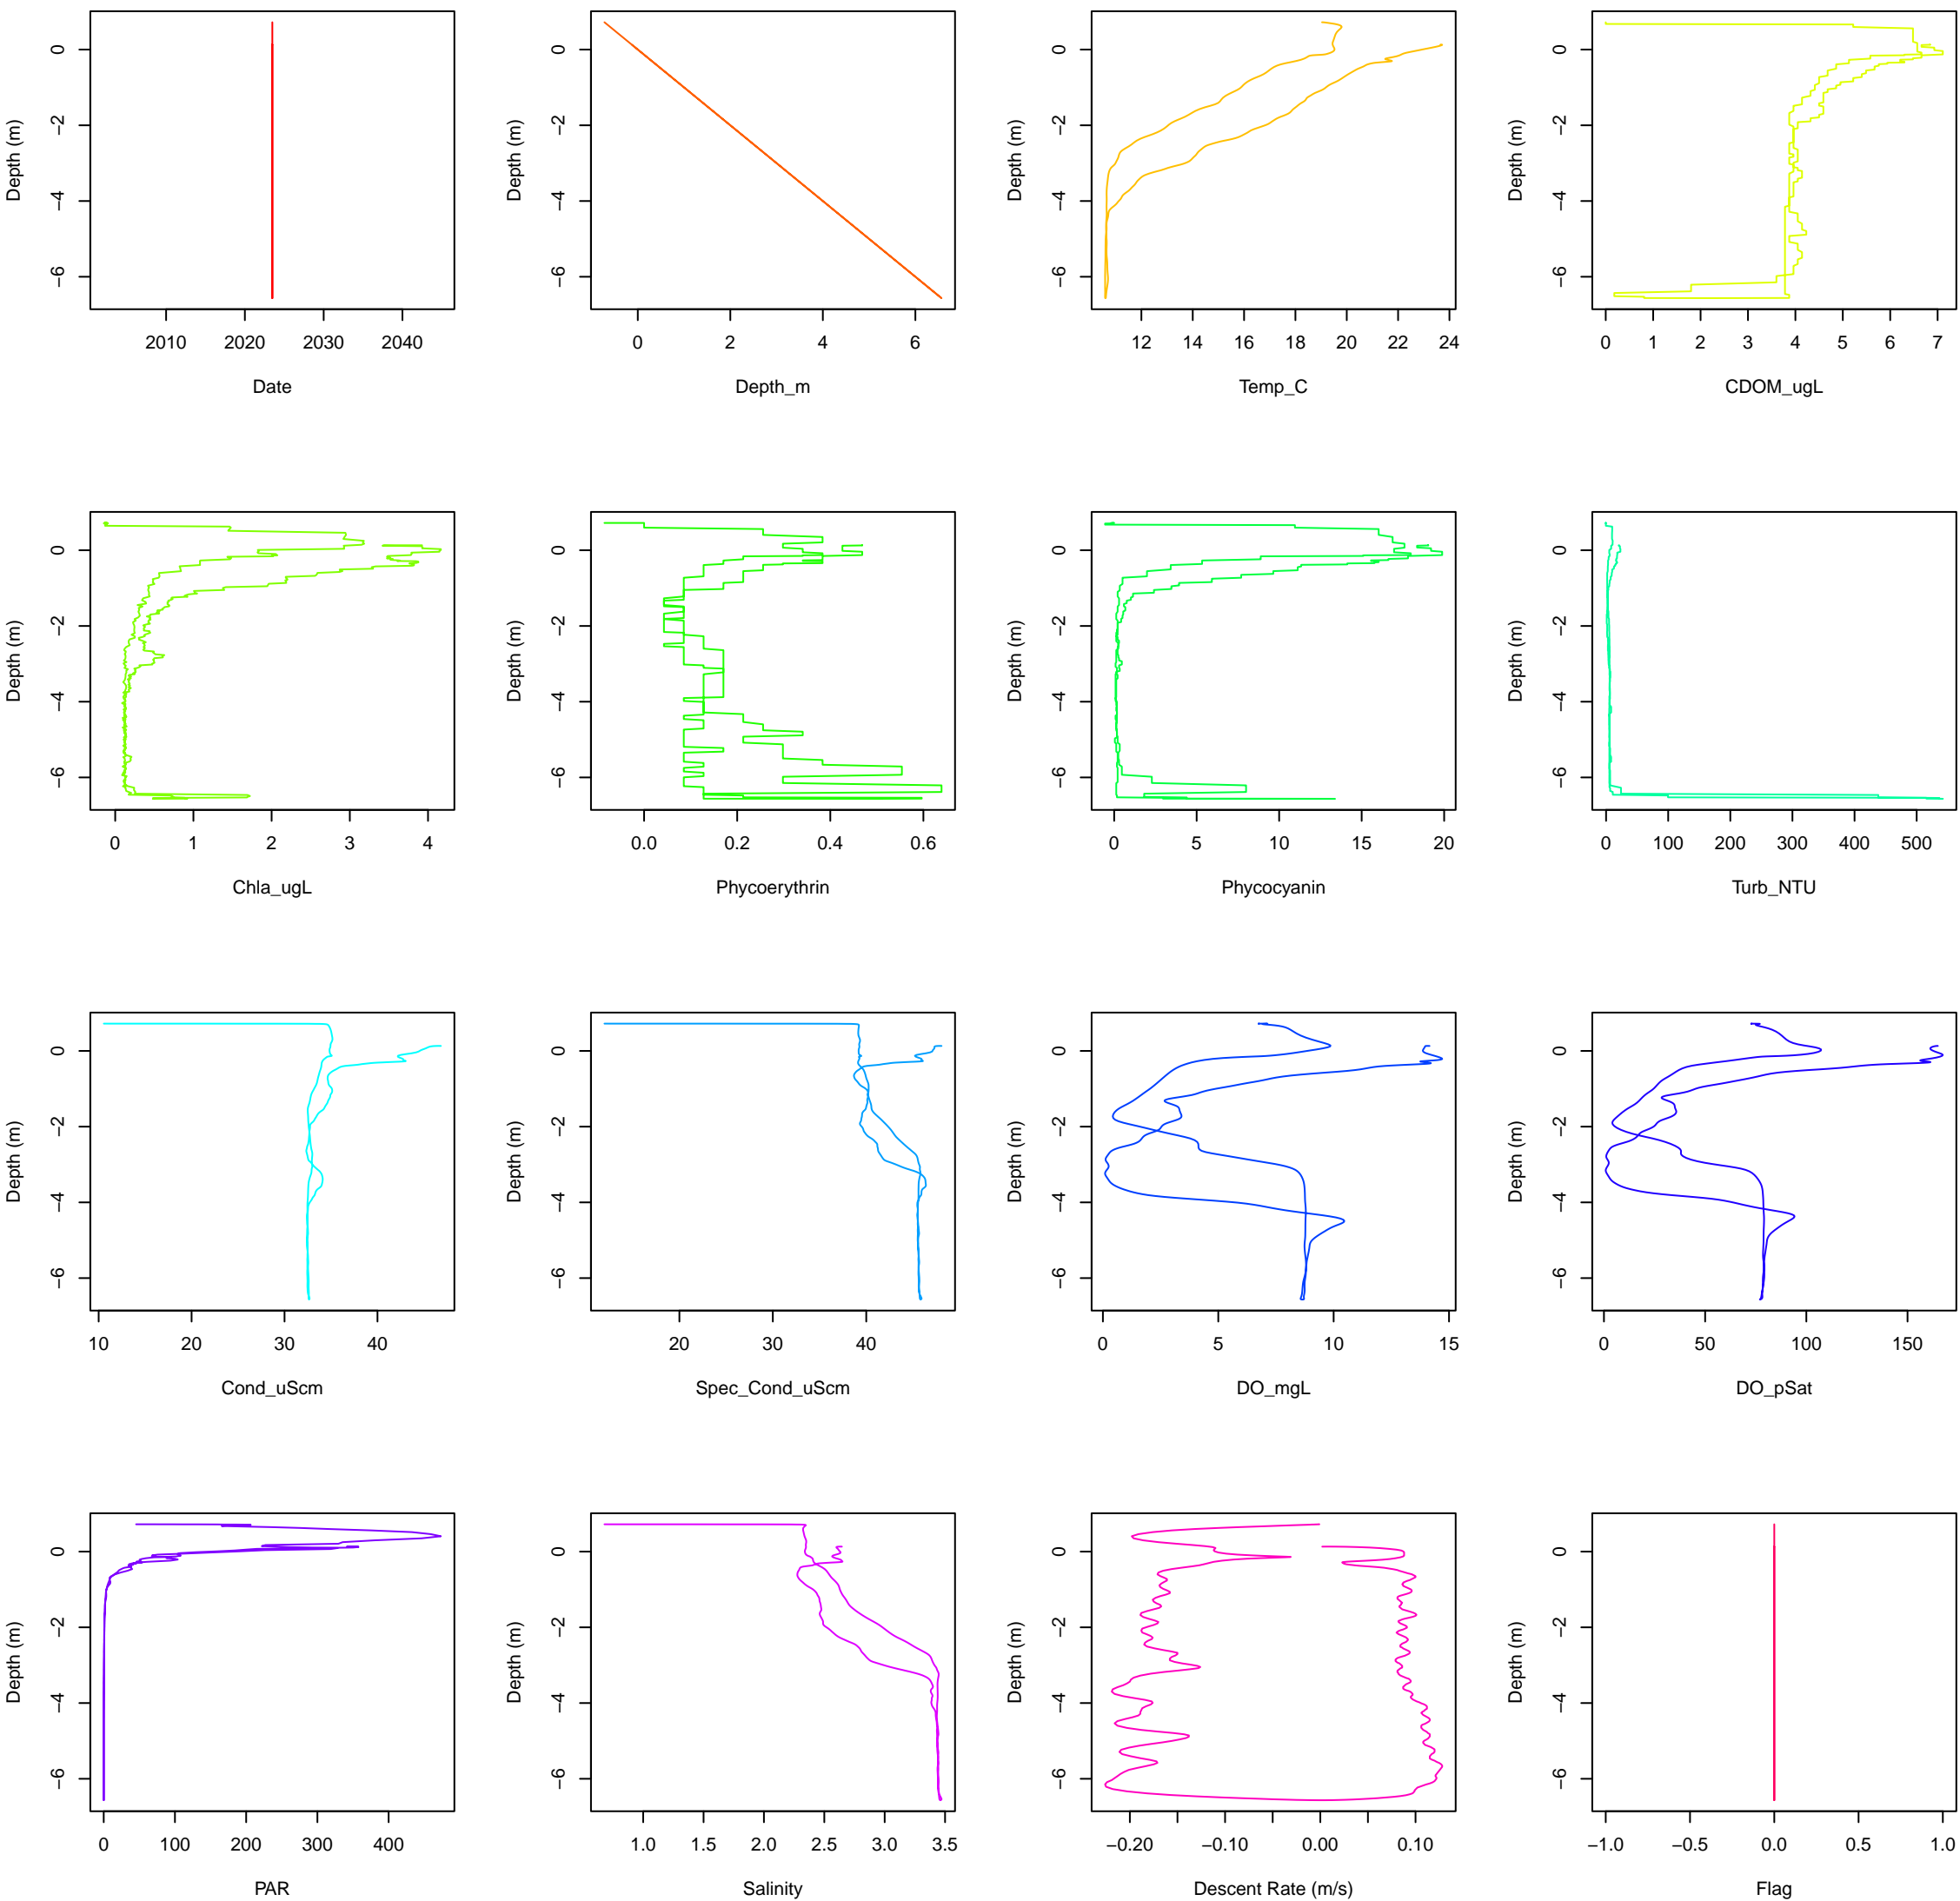 Depth (m)
0
−2
−4
−6
2010 2020 2030 2040
Date
Depth (m)
0
−2
−4
−6
0 2 4 6
Depth_m
Depth (m)
0
−2
−4
−6
12 14 16 18 20 22 24
Temp_C
Depth (m)
0
−2
−4
−6
0 1 2 3 4 5 6 7
CDOM_ugL
Depth (m)
0
−2
−4
−6
0 1 2 3 4
Chla_ugL
Depth (m)
0
−2
−4
−6
0.0 0.2 0.4 0.6
Phycoerythrin
Depth (m)
0
−2
−4
−6
0 5 10 15 20
Phycocyanin
Depth (m)
0
−2
−4
−6
0 100 200 300 400 500
Turb_NTU
Depth (m)
0
−2
−4
−6
10 20 30 40
Cond_uScm
Depth (m)
0
−2
−4
−6
20 30 40
Spec_Cond_uScm
Depth (m)
0
−2
−4
−6
0 5 10 15
DO_mgL
Depth (m)
0
−2
−4
−6
0 50 100 150
DO_pSat
Depth (m)
0
−2
−4
−6
0 100 200 300 400
PAR
Depth (m)
0
−2
−4
−6
1.0 1.5 2.0 2.5 3.0 3.5
Salinity
Depth (m)
0
−2
−4
−6
−0.20 −0.10 0.00 0.10
Descent Rate (m/s)
Depth (m)
0
−2
−4
−6
−1.0 −0.5 0.0 0.5 1.0
Flag